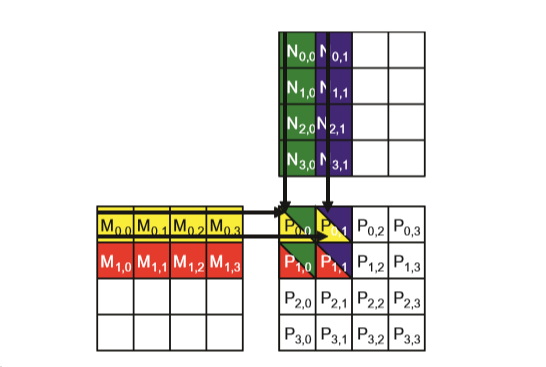 N0,0 N0,1
N1,0 N1,1
N2,0 N2,1
N3,0 N3,1
M0,0 M0,1 M0,2 M0,3 P0,0 P0,1 P0,2 P0,3
M1,0 M1,1 M1,2 M1,3 P1,0 P1,1 P1,2 P1,3
P2,0 P2,1 P2,2 P2,3
P3,0 P3,1 P3,2 P3,3